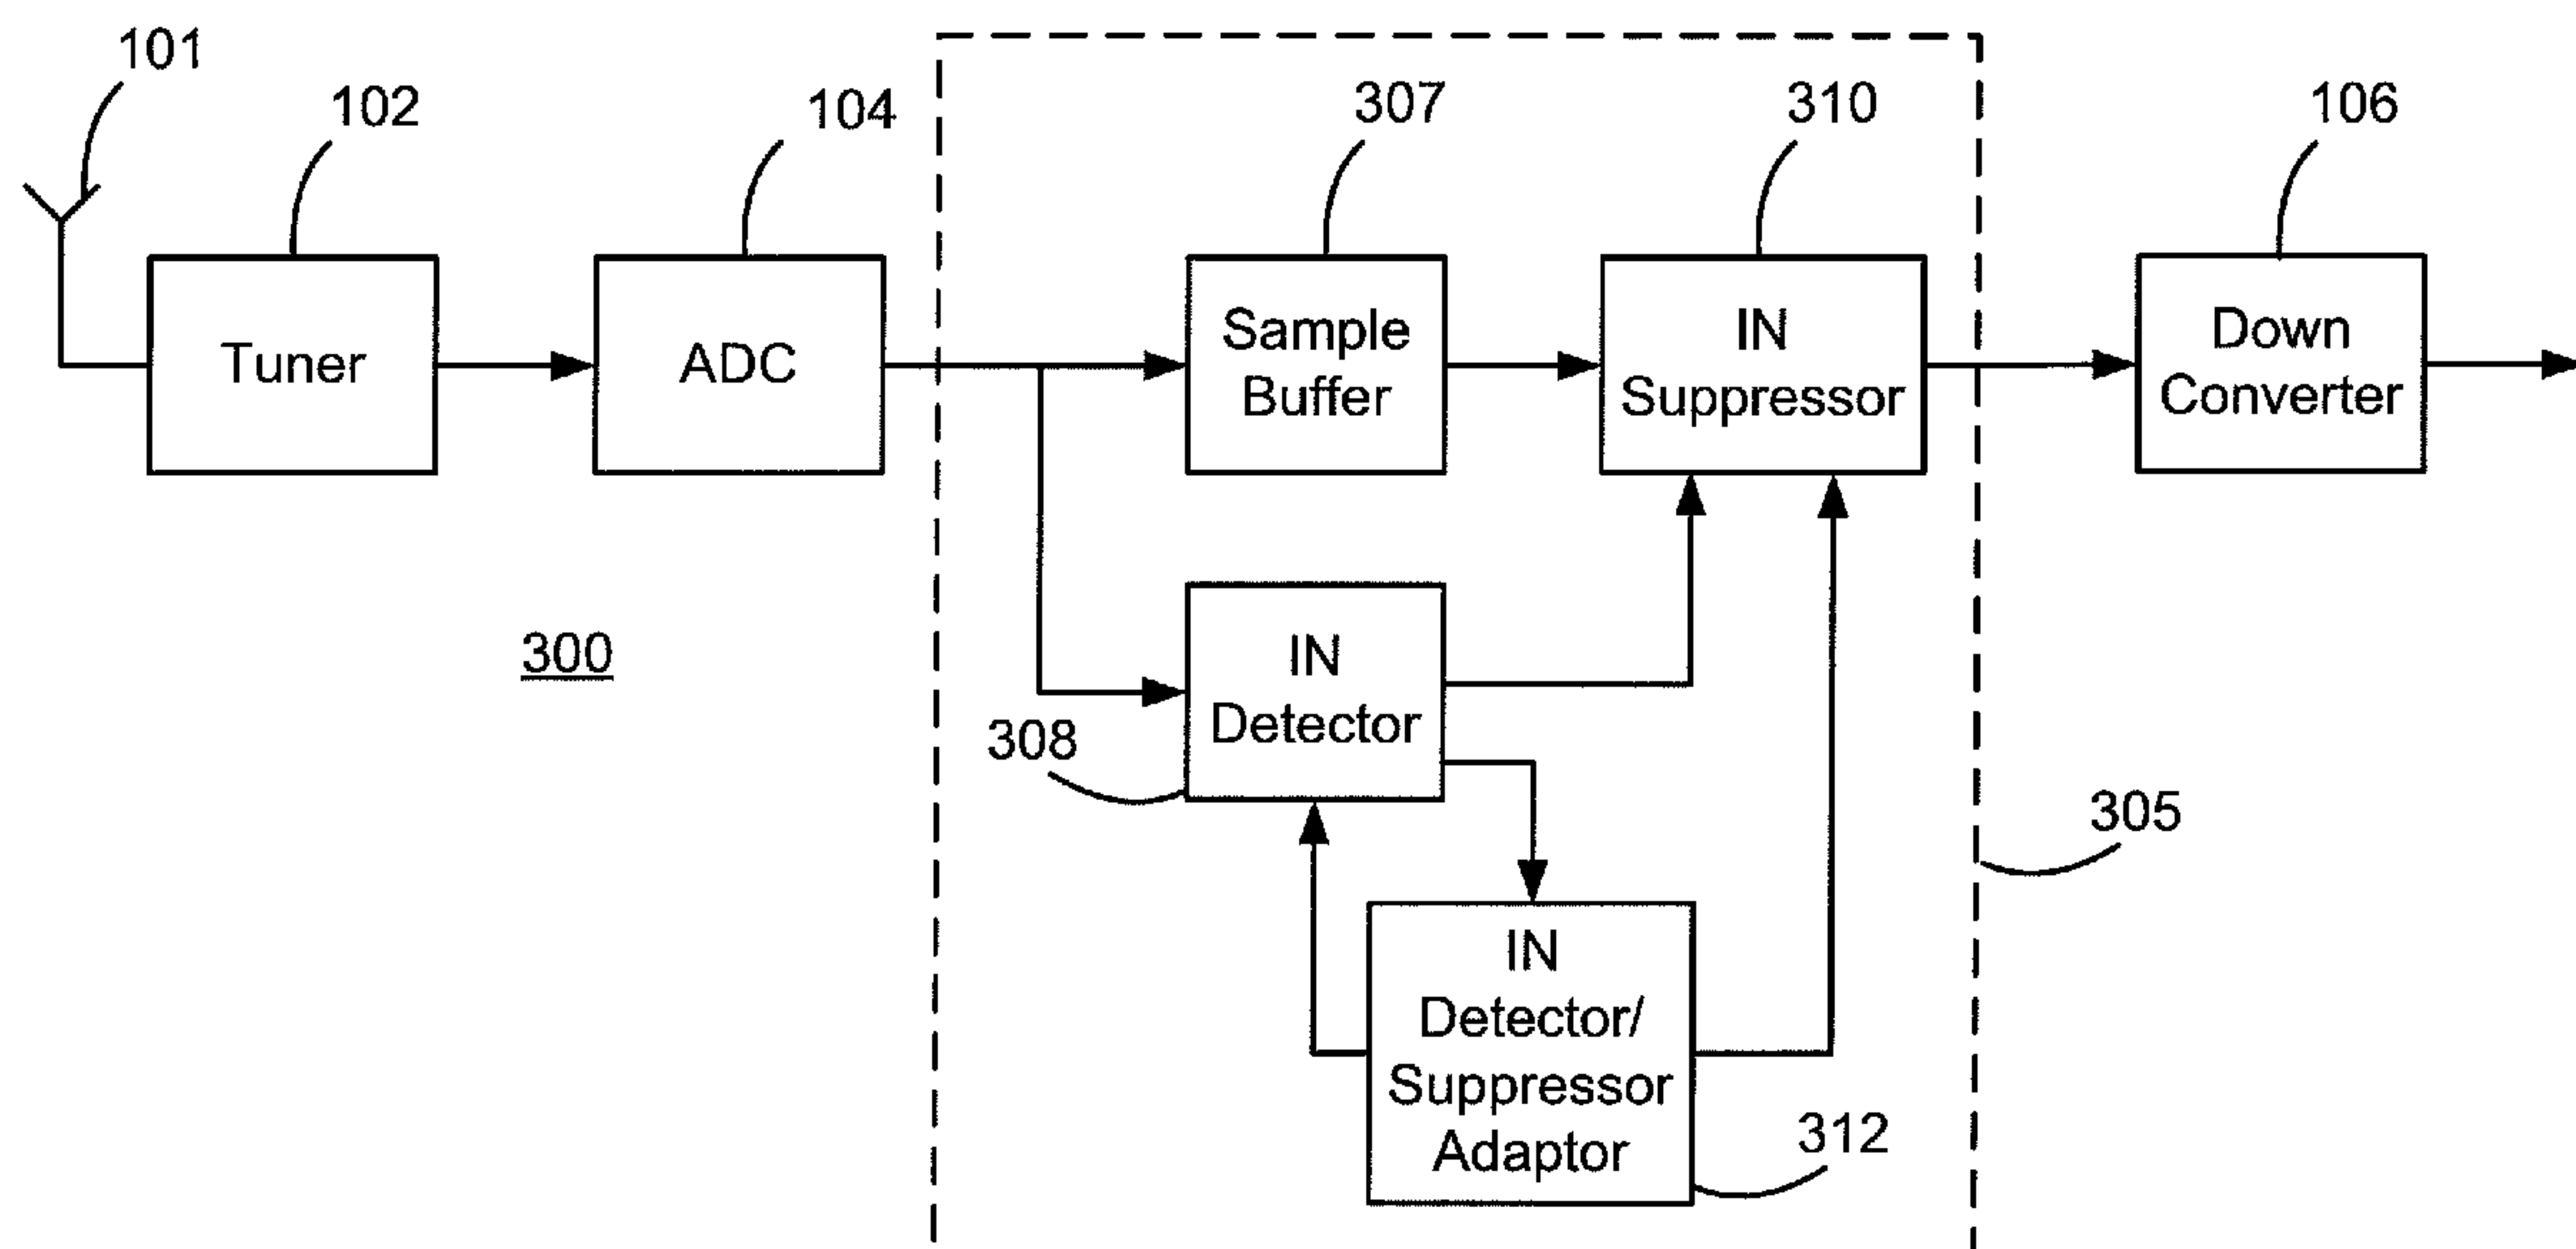 101
102
104
307
310
106
Tuner
ADC
Sample
Buffer
IN
Suppressor
Down
Converter
300
IN
Detector
308
305
IN
Detector/
Suppressor
Adaptor
312